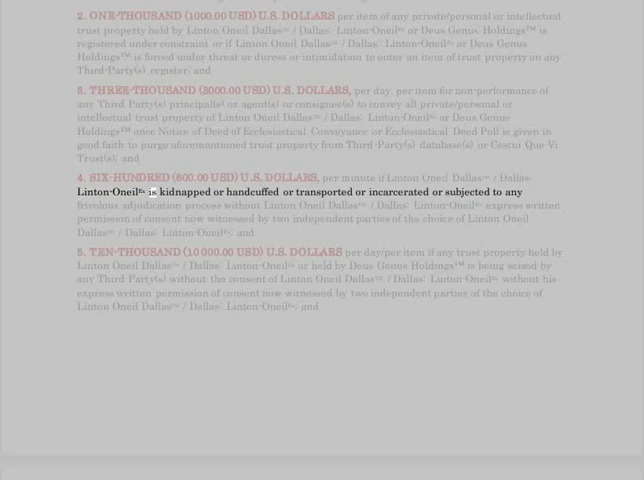 2. ONE-THOUSAND (1000.00 USD) U.S. DOLLARS per item of any private/personal or intellectual
trust property held by Linton Oneil Dallas™ / Dallas: Linton-Oneil℠ or Deus Genus Holdings™ is
registered under constraint or if Linton Oneil Dallas™ / Dallas: Linton-Oneil℠ or Deus Genus
Holdings™ is forced under threat or duress or intimidation to enter an item of trust property on any
Third-Party(s) register; and
3. THREE-THOUSAND (3000.00 USD) U.S. DOLLARS, per day, per item for non-performance of
any Third Party(s) principal(s) or agent(s) or consignee(s) to convey all private/personal or
intellectual trust property of Linton Oneil Dallas™ / Dallas: Linton-Oneil℠ or Deus Genus
Holdings™ once Notice of Deed of Ecclesiastical Conveyance or Ecclesiastical Deed Poll is given in
good faith to purge aforementioned trust property from Third-Party(s) database(s) or Cestui Que Vi
Trust(s); and
4. SIX-HUNDRED (600.00 USD) U.S. DOLLARS, per minute if Linton Oneil Dallas™ / Dallas:
Linton-Oneil℠ is kidnapped or handcuffed or transported or incarcerated or subjected to any
frivolous adjudication process without Linton Oneil Dallas™ / Dallas: Linton-Oneil℠ express written
permission of consent now witnessed by two independent parties of the choice of Linton Oneil
Dallas™ / Dallas: Linton-Oneil℠; and
5. TEN-THOUSAND (10 000.00 USD) U.S. DOLLARS per day/per item if any trust property held by
Linton Oneil Dallas™ / Dallas: Linton-Oneil℠ or held by Deus Genus Holdings™ is being seized by
any Third Party(s) without the consent of Linton Oneil Dallas™ / Dallas: Linton-Oneil℠ without his
express written permission of consent now witnessed by two independent parties of the choice of
Linton Oneil Dallas™ / Dallas: Linton-Oneil℠; and